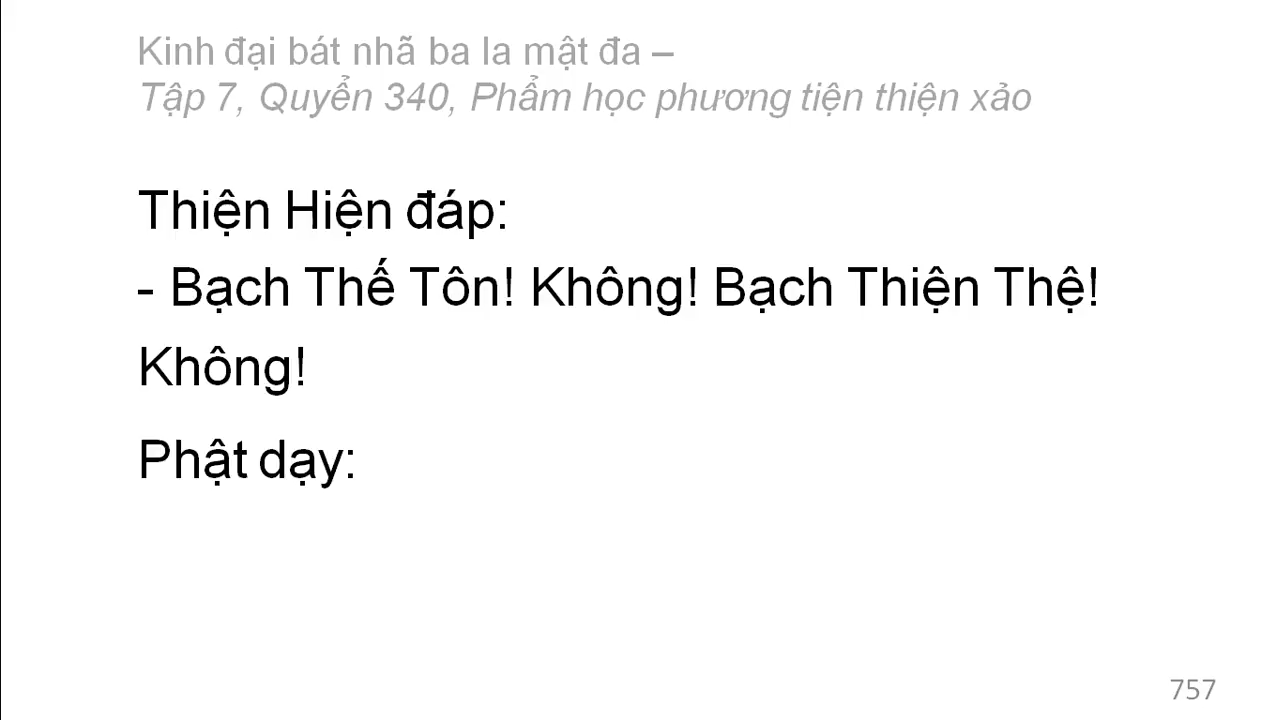 Kinh đại bát nhã ba la mật đa –
Tập 7, Quyển 340, Phẩm học phương tiện thiện xảo
Thiện Hiện đáp:
- Bạch Thế Tôn! Không! Bạch Thiện Thệ!
Không!
Phật dạy:
757